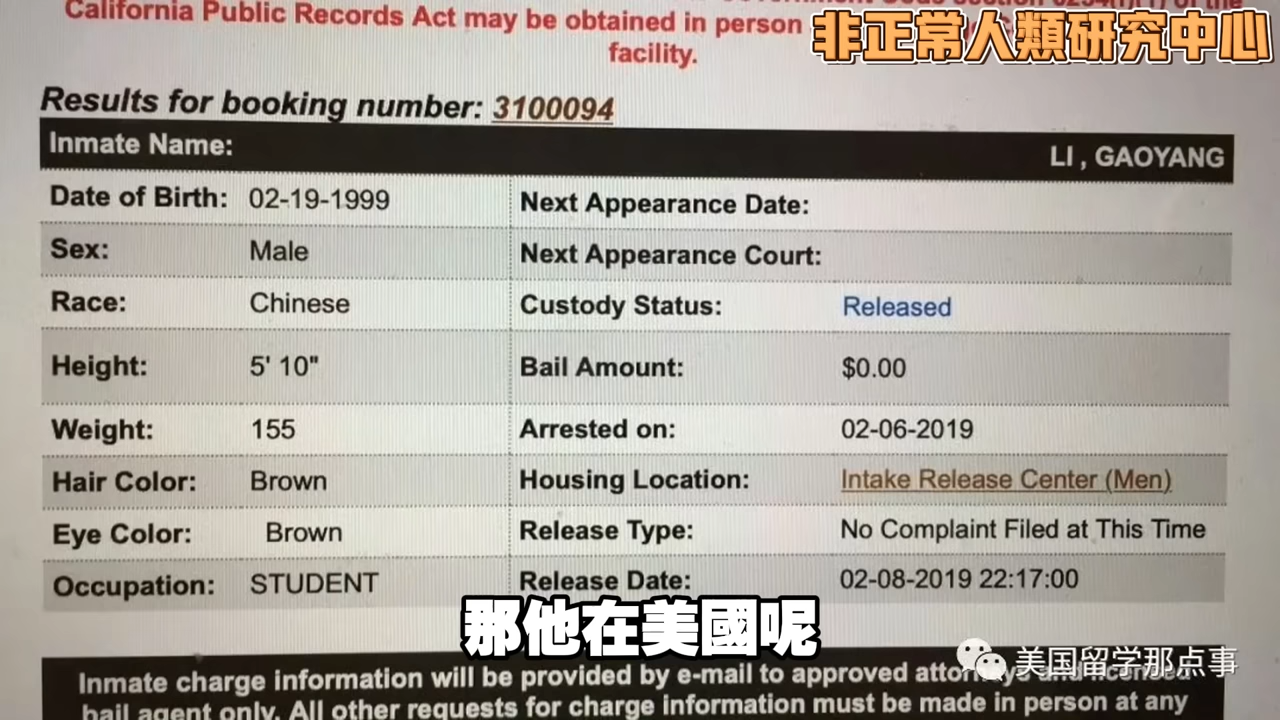 California Public Records Act may be obtained in person
facility.
非正常人類研究中心
Results for booking number: 3100094
Inmate Name: LI , GAOYANG
Date of Birth: 02-19-1999 Next Appearance Date:
Sex: Male Next Appearance Court:
Race: Chinese Custody Status: Released
Height: 5' 10" Bail Amount: $0.00
Weight: 155 Arrested on: 02-06-2019
Hair Color: Brown Housing Location: Intake Release Center (Men)
Eye Color: Brown Release Type: No Complaint Filed at This Time
Occupation: STUDENT Release Date: 02-08-2019 22:17:00
那他在美國呢
美国留学那点事
Inmate charge information will be provided by e-mail to approved
bail agent only. All other requests for charge information must be made in person at any